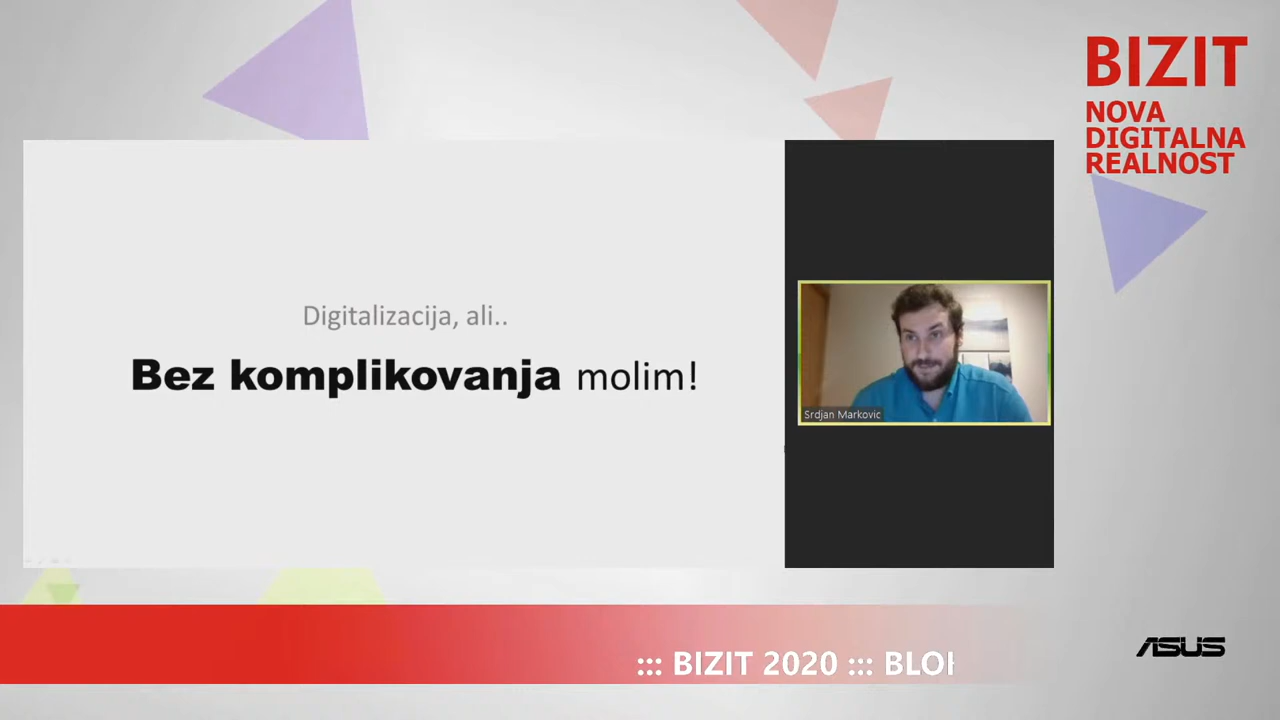 BIZIT
NOVA
DIGITALNA
REALNOST
Digitalizacija, ali..
Bez komplikovanja molim!
Srdjan Markovic
::: BIZIT 2020 :::
ASUS